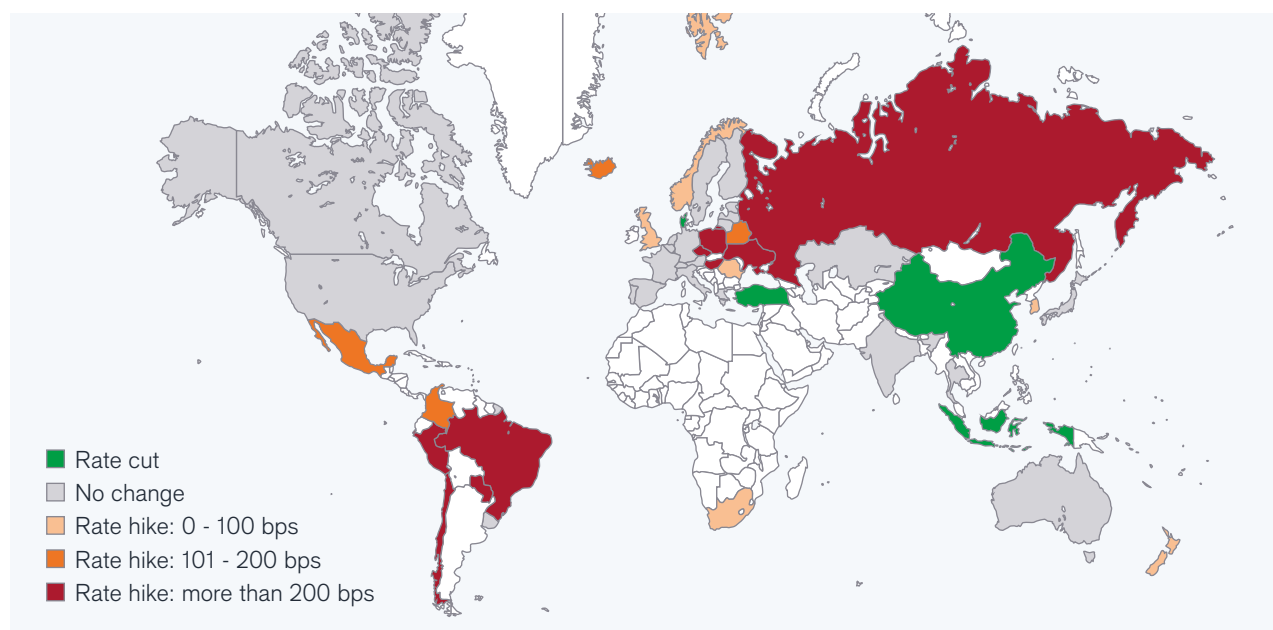 Rate cut
No change
Rate hike: 0 - 100 bps
Rate hike: 101 - 200 bps
Rate hike: more than 200 bps